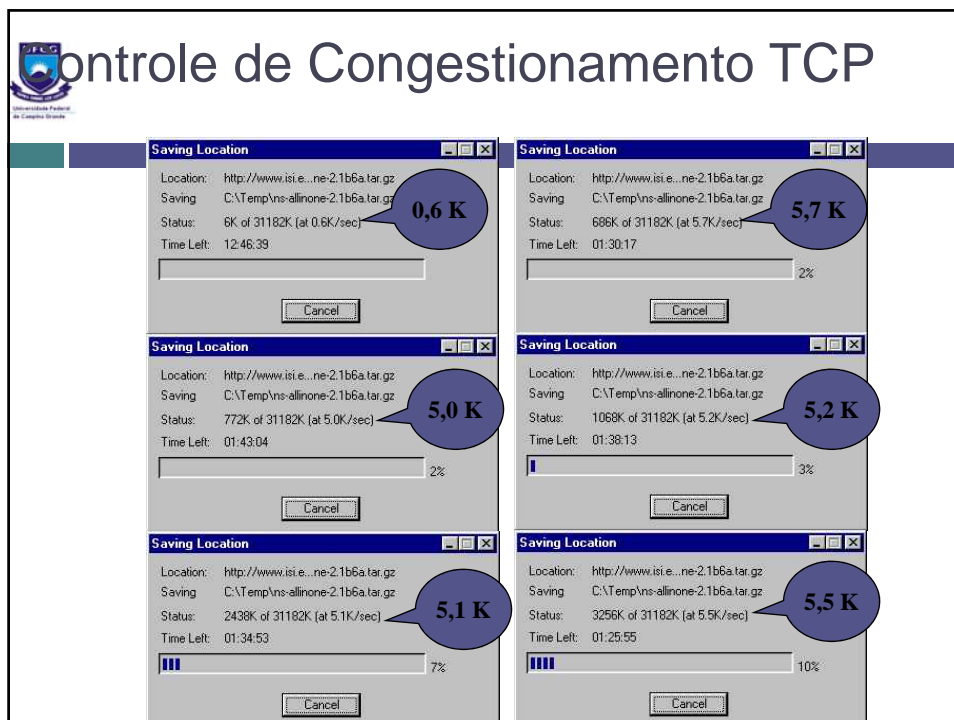 Controle de Congestionamento TCP
Universidade Federal
de Campina Grande
Saving Location
Location: http://www.isi.e...ne-2.1b6a.tar.gz
Saving C:\Temp\ns-allinone-2.1b6a.tar.gz
Status: 6K of 31182K (at 0.6K/sec)
Time Left: 12:46:39
Cancel
0,6 K
Saving Location
Location: http://www.isi.e...ne-2.1b6a.tar.gz
Saving C:\Temp\ns-allinone-2.1b6a.tar.gz
Status: 686K of 31182K (at 5.7K/sec)
Time Left: 01:30:17
2%
Cancel
5,7 K
Saving Location
Location: http://www.isi.e...ne-2.1b6a.tar.gz
Saving C:\Temp\ns-allinone-2.1b6a.tar.gz
Status: 772K of 31182K (at 5.0K/sec)
Time Left: 01:43:04
2%
Cancel
5,0 K
Saving Location
Location: http://www.isi.e...ne-2.1b6a.tar.gz
Saving C:\Temp\ns-allinone-2.1b6a.tar.gz
Status: 1068K of 31182K (at 5.2K/sec)
Time Left: 01:38:13
3%
Cancel
5,2 K
Saving Location
Location: http://www.isi.e...ne-2.1b6a.tar.gz
Saving C:\Temp\ns-allinone-2.1b6a.tar.gz
Status: 2438K of 31182K (at 5.1K/sec)
Time Left: 01:34:53
7%
Cancel
5,1 K
Saving Location
Location: http://www.isi.e...ne-2.1b6a.tar.gz
Saving C:\Temp\ns-allinone-2.1b6a.tar.gz
Status: 3256K of 31182K (at 5.5K/sec)
Time Left: 01:25:55
10%
Cancel
5,5 K